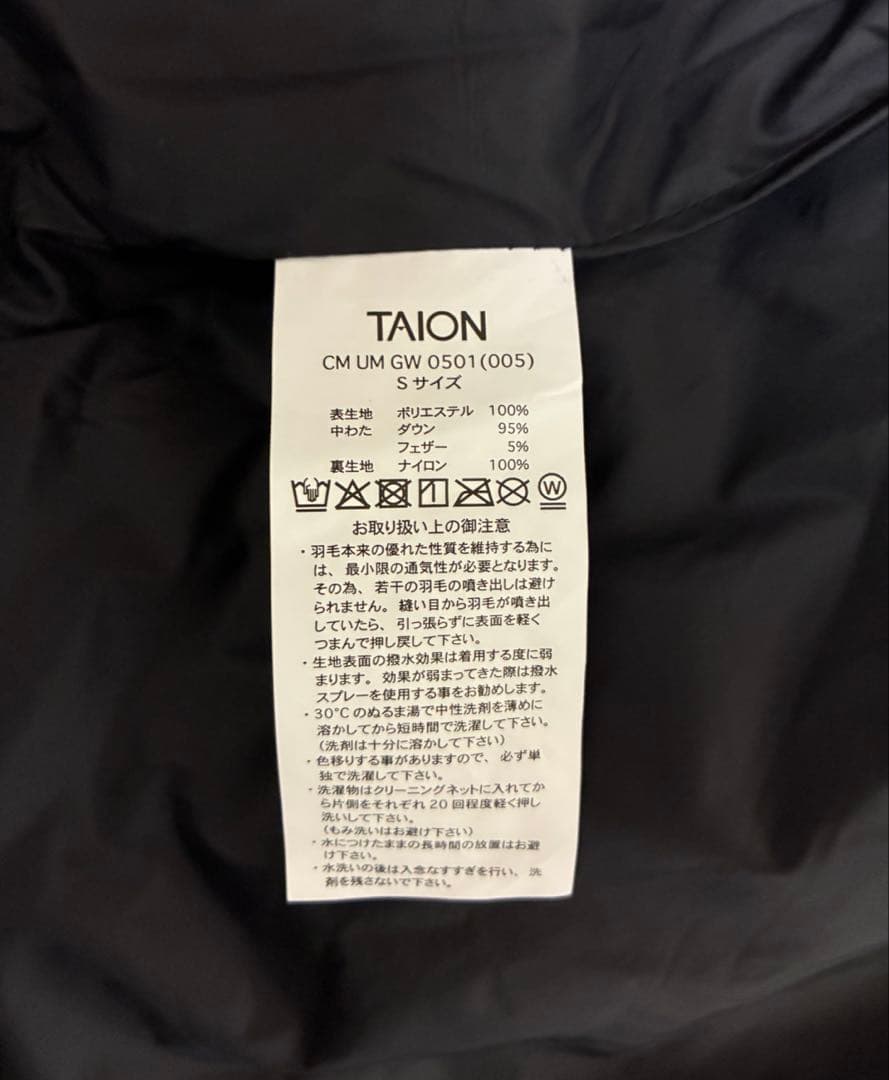 TAION
CM UM GW 0501(005)
S サイズ
表生地 ポリエステル 100%
中わた ダウン 95%
フェザー 5%
裏生地 ナイロン 100%
W
お取り扱い上の御注意
・羽毛本来の優れた性質を維持する為に
は、最小限の通気性が必要となります。
その為、若干の羽毛の噴き出しは避け
られません。縫い目から羽毛が噴き出
していたら、引っ張らずに表面を軽く
つまんで押し戻して下さい。
・生地表面の撥水効果は着用する度に弱
まります。効果が弱まってきた際は撥水
スプレーを使用する事をお勧めします。
・30°Cのぬるま湯で中性洗剤を薄めに
溶かしてから短時間で洗濯して下さい。
(洗剤は十分に溶かして下さい)
・色移りする事がありますので、必ず単
独で洗濯して下さい。
・洗濯物はクリーニングネットに入れてか
ら片側をそれぞれ20回程度軽く押し
洗いして下さい。
(もみ洗いはお避け下さい)
・水につけたままの長時間の放置はお避
け下さい。
・水洗いの後は入念なすすぎを行い、洗
剤を残さないで下さい。